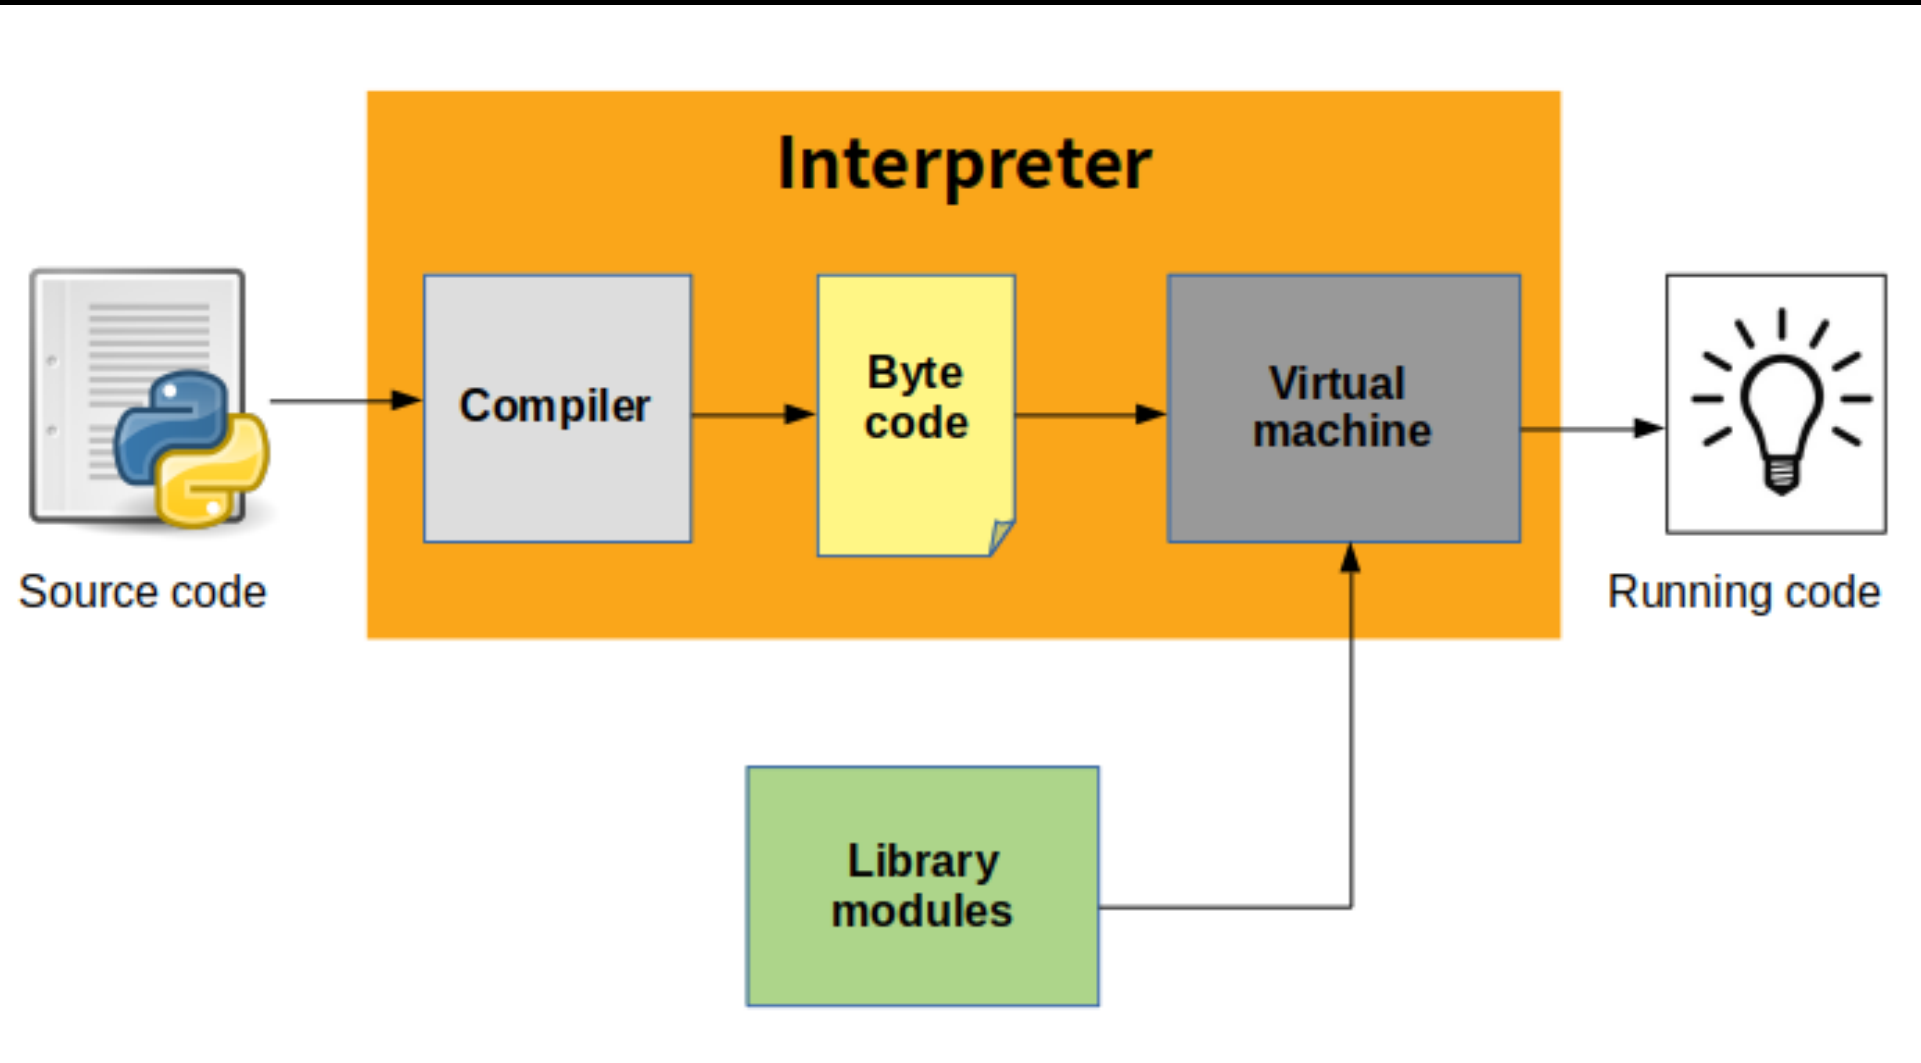 Interpreter
Compiler
Byte
code
Virtual
machine
Source code
Running code
Library
modules